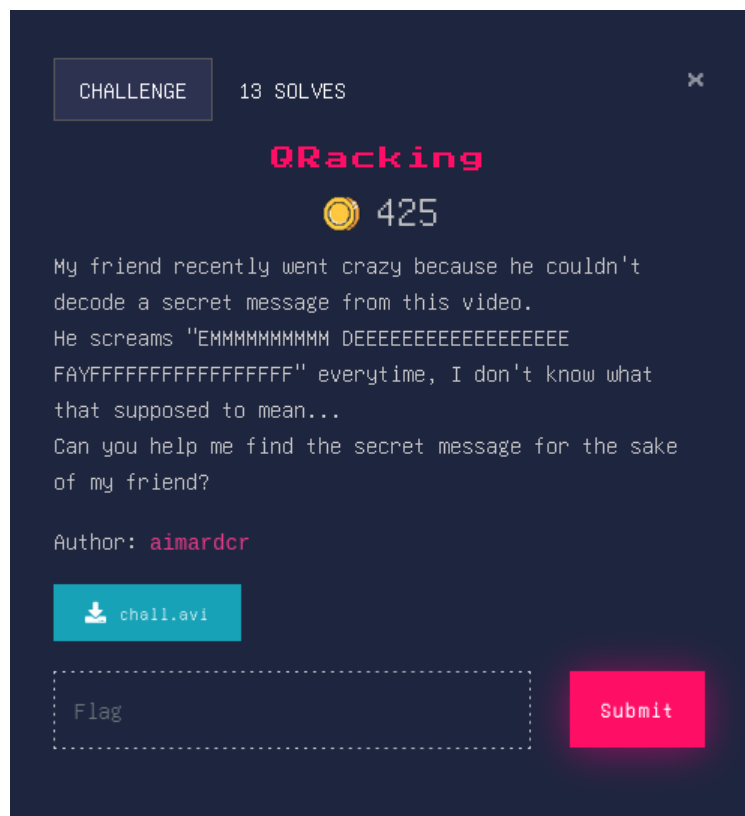 CHALLENGE 13 SOLVES
QRacking
425
My friend recently went crazy because he couldn't
decode a secret message from this video.
He screams "EMMMMMMMMMM DEEEEEEEEEEEEEEEEEEE
FAYFFFFFFFFFFFFFFFFF" everytime, I don't know what
that supposed to mean...
Can you help me find the secret message for the sake
of my friend?
Author: aimardcr
chall.avi
Flag
Submit